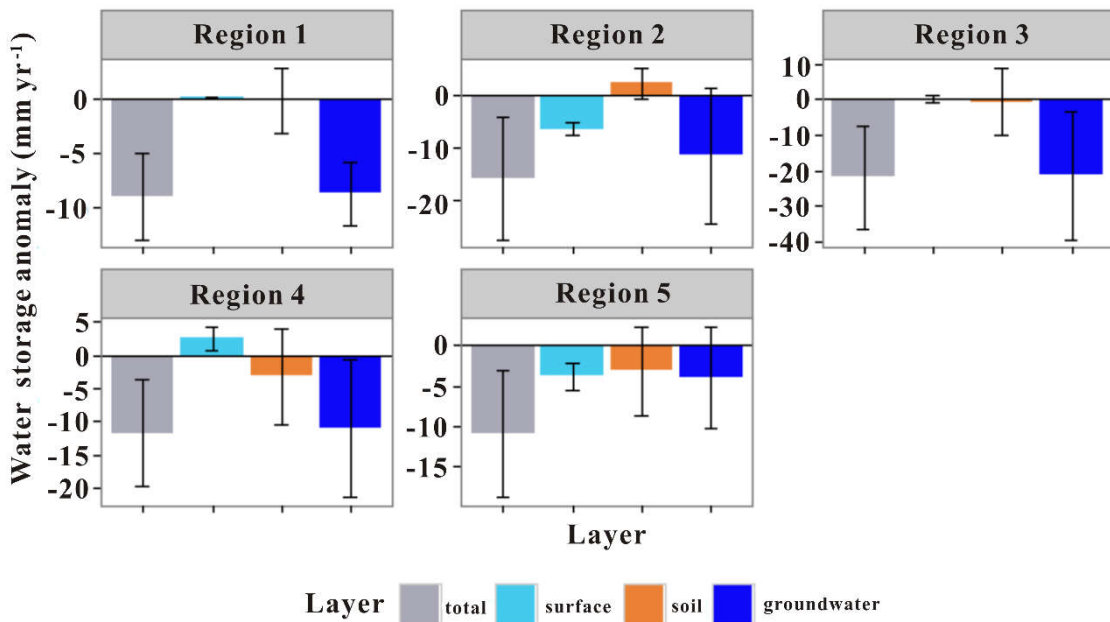 Water storage anomaly (mm yr⁻¹)
Region 1
0
-5
-10
Region 2
0
-10
-20
Region 3
10
0
-10
-20
-30
-40
Region 4
5
0
-5
-10
-15
-20
Region 5
0
-5
-10
-15
Layer
Layer total surface soil groundwater